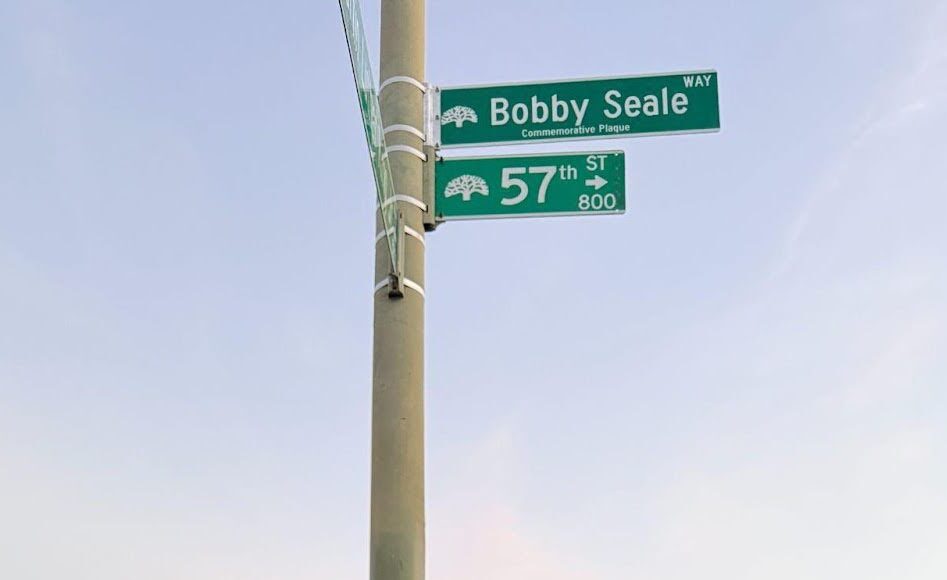 WAY
Bobby Seale
Commemorative Plaque
57th ST
800